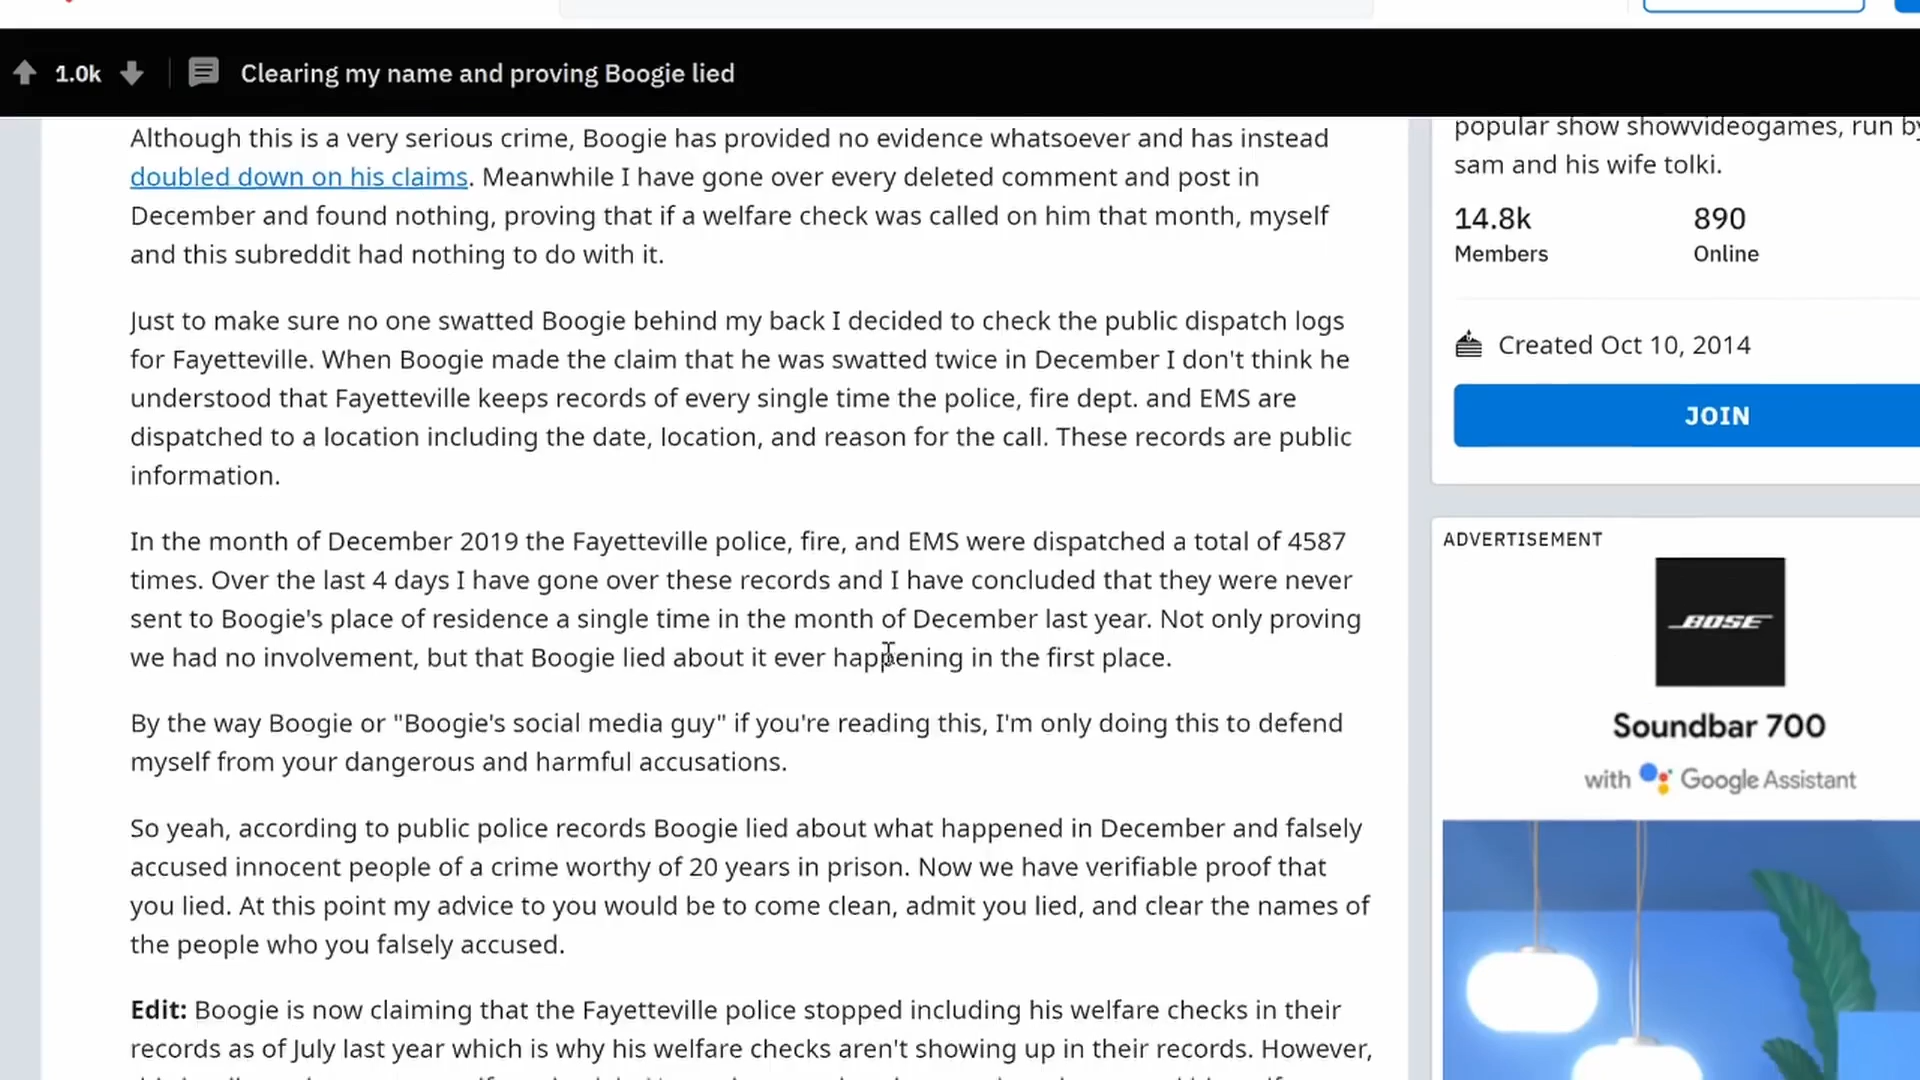 1.0k
Clearing my name and proving Boogie lied
Although this is a very serious crime, Boogie has provided no evidence whatsoever and has instead
doubled down on his claims. Meanwhile I have gone over every deleted comment and post in
December and found nothing, proving that if a welfare check was called on him that month, myself
and this subreddit had nothing to do with it.
Just to make sure no one swatted Boogie behind my back I decided to check the public dispatch logs
for Fayetteville. When Boogie made the claim that he was swatted twice in December I don't think he
understood that Fayetteville keeps records of every single time the police, fire dept. and EMS are
dispatched to a location including the date, location, and reason for the call. These records are public
information.
In the month of December 2019 the Fayetteville police, fire, and EMS were dispatched a total of 4587
times. Over the last 4 days I have gone over these records and I have concluded that they were never
sent to Boogie's place of residence a single time in the month of December last year. Not only proving
we had no involvement, but that Boogie lied about it ever happening in the first place.
By the way Boogie or "Boogie's social media guy" if you're reading this, I'm only doing this to defend
myself from your dangerous and harmful accusations.
So yeah, according to public police records Boogie lied about what happened in December and falsely
accused innocent people of a crime worthy of 20 years in prison. Now we have verifiable proof that
you lied. At this point my advice to you would be to come clean, admit you lied, and clear the names of
the people who you falsely accused.
Edit: Boogie is now claiming that the Fayetteville police stopped including his welfare checks in their
records as of July last year which is why his welfare checks aren't showing up in their records. However,
popular show showvideogames, run by
sam and his wife tolki.
14.8k 890
Members Online
Created Oct 10, 2014
JOIN
ADVERTISEMENT
BOSE
Soundbar 700
with Google Assistant